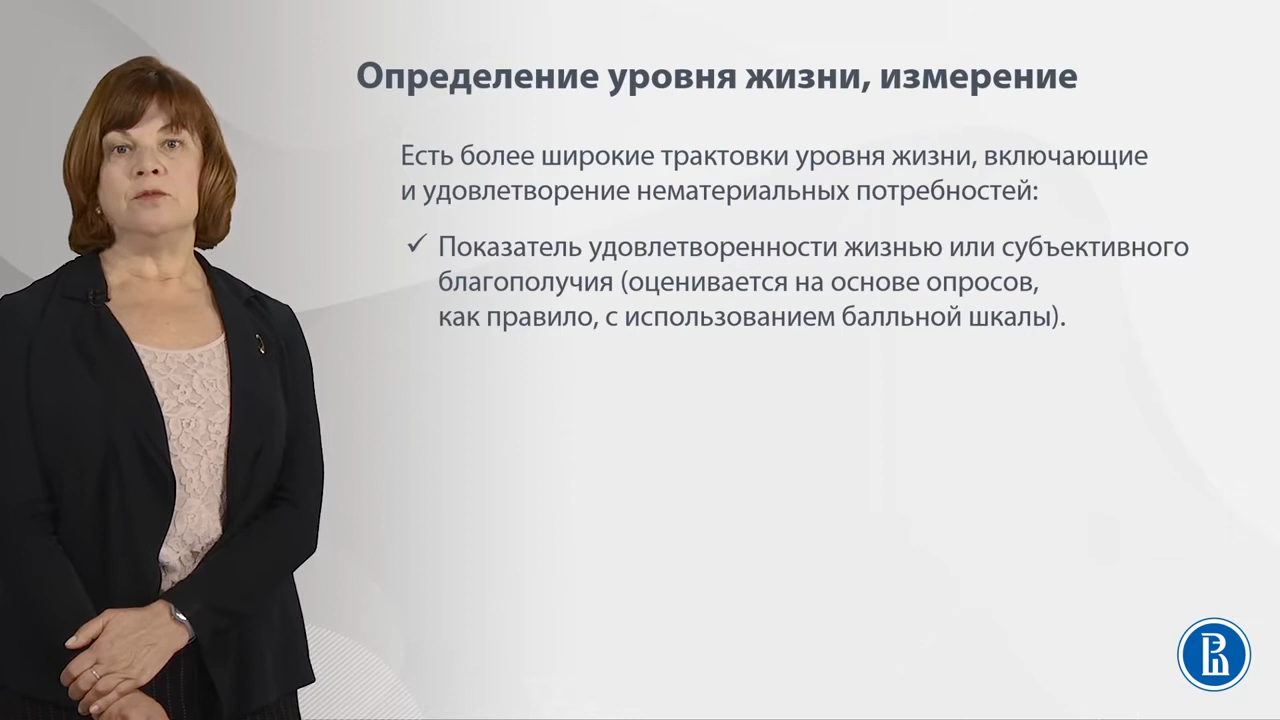 Определение уровня жизни, измерение
Есть более широкие трактовки уровня жизни, включающие
и удовлетворение нематериальных потребностей:
✓ Показатель удовлетворенности жизнью или субъективного
благополучия (оценивается на основе опросов,
как правило, с использованием балльной шкалы).